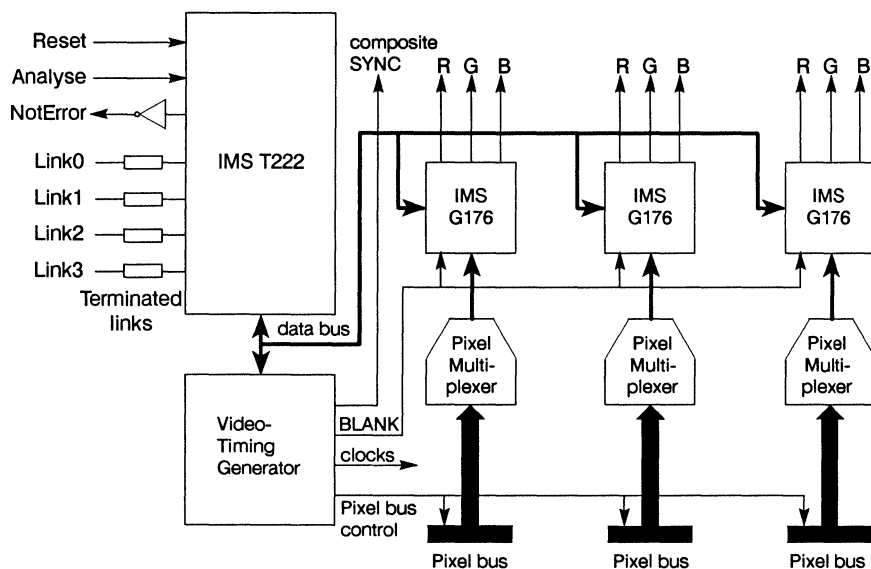 Reset
Analyse
NotError
Link0
Link1
Link2
Link3
Terminated
links
IMS T222
composite
SYNC
R G B
R G B
R G B
IMS
G176
IMS
G176
IMS
G176
data bus
Pixel
Multi-
plexer
Pixel
Multi-
plexer
Pixel
Multi-
plexer
Video-
Timing
Generator
BLANK
clocks
Pixel bus
control
Pixel bus
Pixel bus
Pixel bus